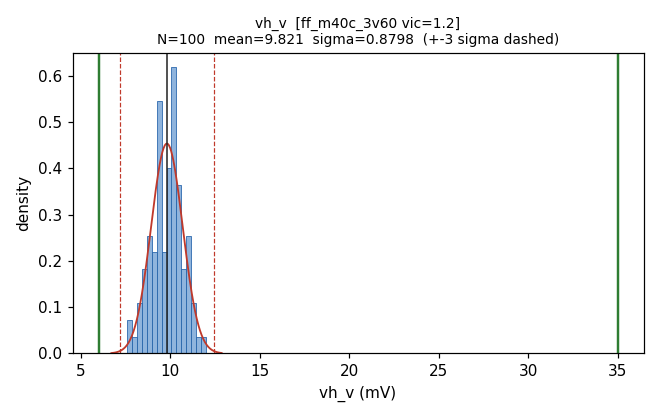 vh_v  [ff_m40c_3v60 vic=1.2]
N=100  mean=9.821  sigma=0.8798  (+-3 sigma dashed)
density
0.6
0.5
0.4
0.3
0.2
0.1
0.0
5 10 15 20 25 30 35
vh_v (mV)